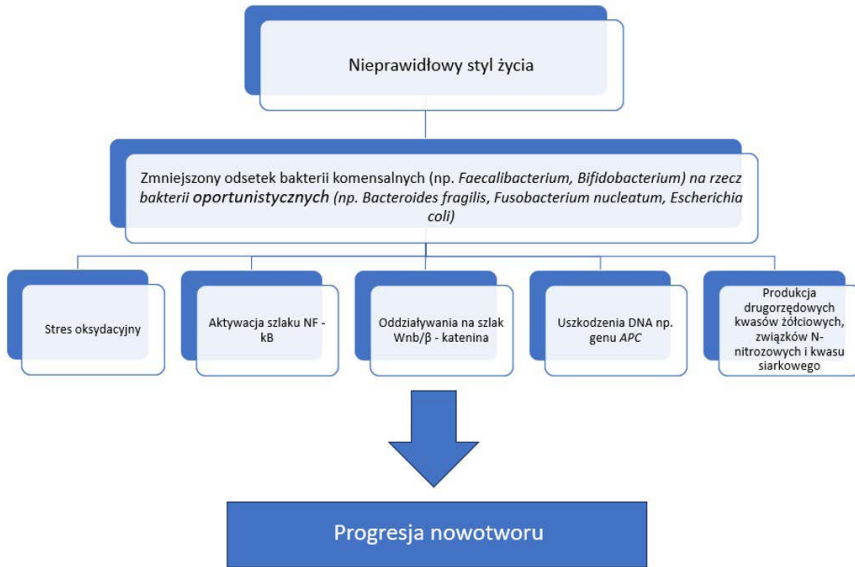 Nieprawidłowy styl życia
Zmniejszony odsetek bakterii komensalnych (np. Faecalibacterium, Bifidobacterium) na rzecz
bakterii oportunistycznych (np. Bacteroides fragilis, Fusobacterium nucleatum, Escherichia
coli)
Stres oksydacyjny
Aktywacja szlaku NF -
kB
Oddziaływania na szlak
Wnb/β - katenina
Uszkodzenia DNA np.
genu APC
Produkcja
drugorzędowych
kwasów żółciowych,
związków N-
nitrozowych i kwasu
siarkowego
Progresja nowotworu